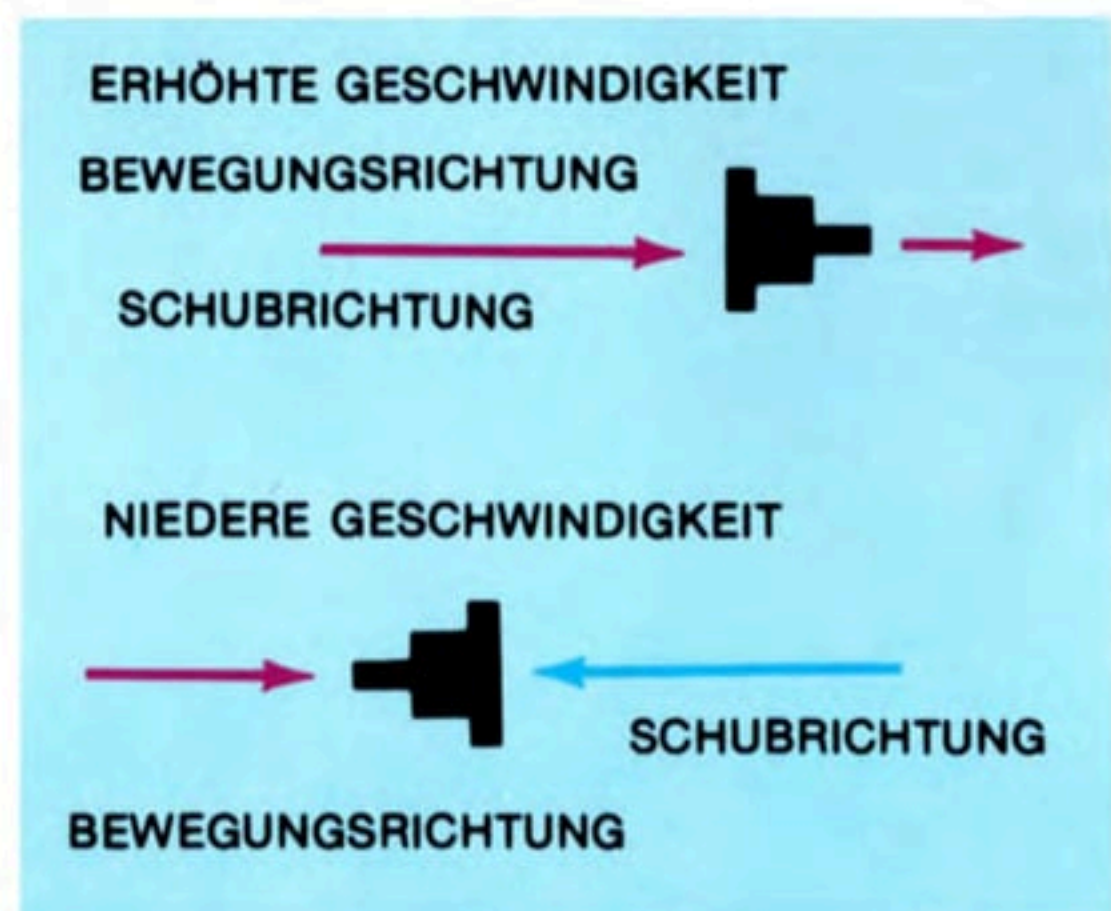 ERHÖHTE GESCHWINDIGKEIT
BEWEGUNGSRICHTUNG
SCHUBRICHTUNG
NIEDERE GESCHWINDIGKEIT
SCHUBRICHTUNG
BEWEGUNGSRICHTUNG